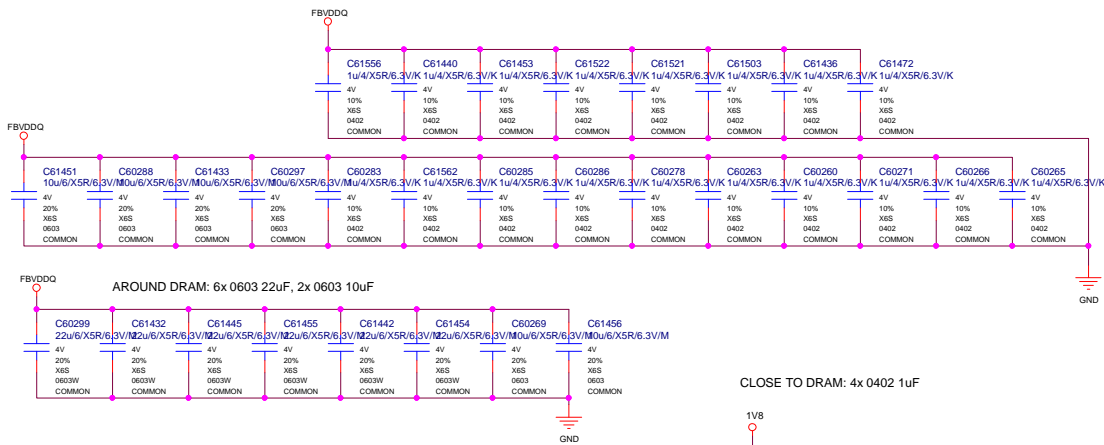 FBVDDQ
C61556 C61440 C61453 C61522 C61521 C61503 C61436 C61472
1u/4/X5R/6.3V/K 1u/4/X5R/6.3V/K 1u/4/X5R/6.3V/K 1u/4/X5R/6.3V/K 1u/4/X5R/6.3V/K 1u/4/X5R/6.3V/K 1u/4/X5R/6.3V/K 1u/4/X5R/6.3V/K
4V 4V 4V 4V 4V 4V 4V 4V
10% 10% 10% 10% 10% 10% 10% 10%
X6S X6S X6S X6S X6S X6S X6S X6S
0402 0402 0402 0402 0402 0402 0402 0402
COMMON COMMON COMMON COMMON COMMON COMMON COMMON COMMON
FBVDDQ
C61451 C60288 C61433 C60297 C60283 C61562 C60285 C60286 C60278 C60263 C60260 C60271 C60266 C60265
10u/6/X5R/6.3V/M 10u/6/X5R/6.3V/M 10u/6/X5R/6.3V/M 10u/6/X5R/6.3V/M 1u/4/X5R/6.3V/K 1u/4/X5R/6.3V/K 1u/4/X5R/6.3V/K 1u/4/X5R/6.3V/K 1u/4/X5R/6.3V/K 1u/4/X5R/6.3V/K 1u/4/X5R/6.3V/K 1u/4/X5R/6.3V/K 1u/4/X5R/6.3V/K 1u/4/X5R/6.3V/K
4V 4V 4V 4V 4V 4V 4V 4V 4V 4V 4V 4V 4V 4V
20% 20% 20% 20% 10% 10% 10% 10% 10% 10% 10% 10% 10% 10%
X6S X6S X6S X6S X6S X6S X6S X6S X6S X6S X6S X6S X6S X6S
0603 0603 0603 0603 0402 0402 0402 0402 0402 0402 0402 0402 0402 0402
COMMON COMMON COMMON COMMON COMMON COMMON COMMON COMMON COMMON COMMON COMMON COMMON COMMON COMMON
GND
FBVDDQ
AROUND DRAM: 6x 0603 22uF, 2x 0603 10uF
C60299 C61432 C61445 C61455 C61442 C61454 C60269 C61456
22u/6/X5R/6.3V/M 22u/6/X5R/6.3V/M 22u/6/X5R/6.3V/M 22u/6/X5R/6.3V/M 22u/6/X5R/6.3V/M 22u/6/X5R/6.3V/M 10u/6/X5R/6.3V/M 10u/6/X5R/6.3V/M
4V 4V 4V 4V 4V 4V 4V 4V
20% 20% 20% 20% 20% 20% 20% 20%
X6S X6S X6S X6S X6S X6S X6S X6S
0603W 0603W 0603W 0603W 0603W 0603W 0603 0603
COMMON COMMON COMMON COMMON COMMON COMMON COMMON COMMON
GND
CLOSE TO DRAM: 4x 0402 1uF
1V8